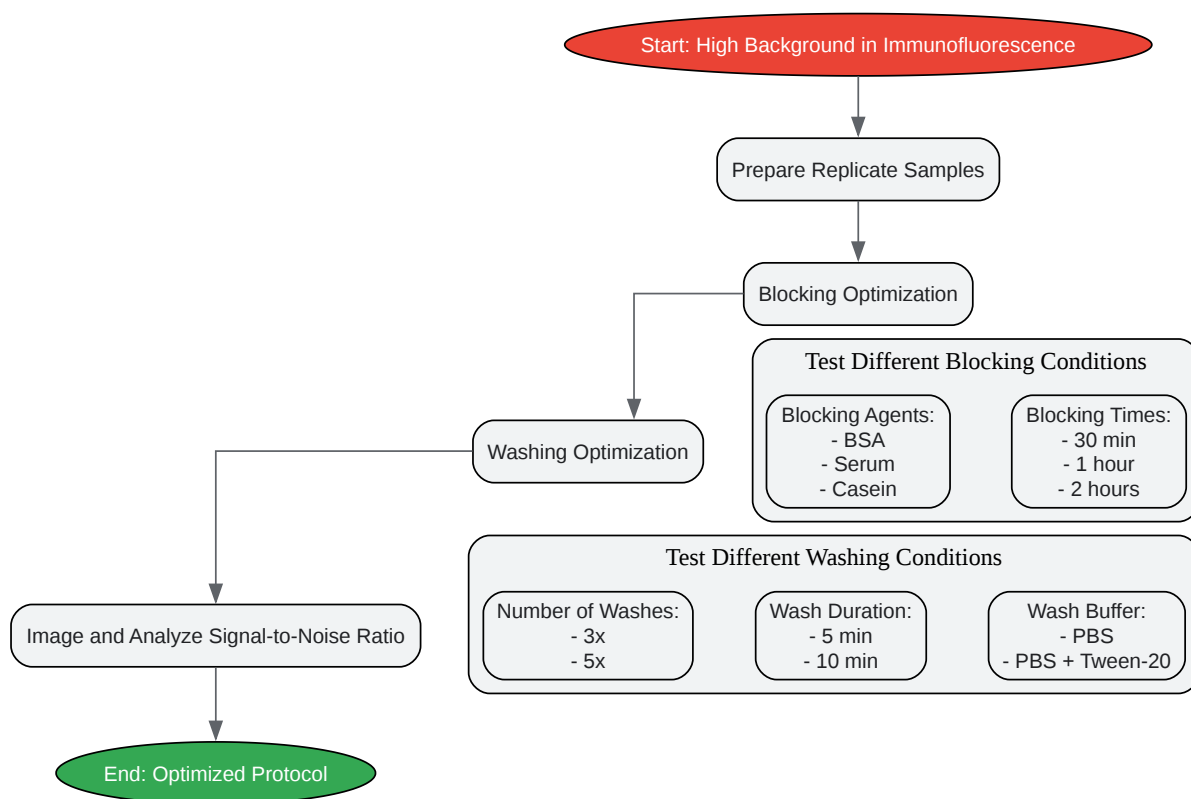 Start: High Background in Immunofluorescence
Prepare Replicate Samples
Blocking Optimization
Test Different Blocking Conditions
Blocking Agents:
- BSA
- Serum
- Casein
Blocking Times:
- 30 min
- 1 hour
- 2 hours
Washing Optimization
Test Different Washing Conditions
Number of Washes:
- 3x
- 5x
Wash Duration:
- 5 min
- 10 min
Wash Buffer:
- PBS
- PBS + Tween-20
Image and Analyze Signal-to-Noise Ratio
End: Optimized Protocol